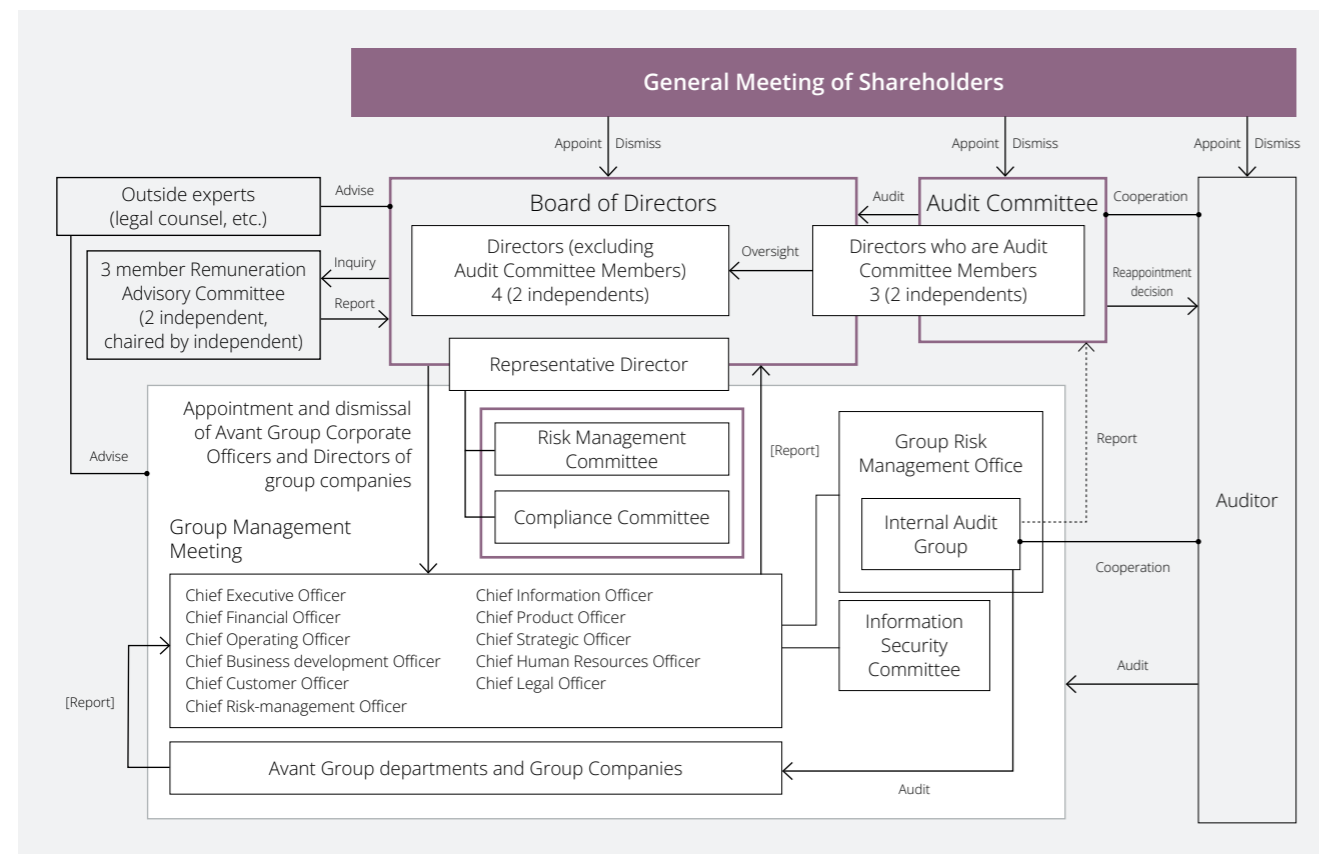 General Meeting of Shareholders
Appoint Dismiss
Appoint Dismiss
Appoint Dismiss
Outside experts
(legal counsel, etc.)
Advise
Board of Directors
Audit
Audit Committee
Cooperation
Directors (excluding
Audit Committee Members)
4 (2 independents)
Oversight
Directors who are Audit
Committee Members
3 (2 independents)
3 member Remuneration
Advisory Committee
(2 independent,
chaired by independent)
Inquiry
Report
Reappointment
decision
Representative Director
Appointment and dismissal
of Avant Group Corporate
Officers and Directors of
group companies
Advise
Risk Management
Committee
Compliance Committee
[Report]
Group Risk
Management Office
Internal Audit
Group
Report
Auditor
Cooperation
Group Management
Meeting
Chief Executive Officer
Chief Financial Officer
Chief Operating Officer
Chief Business development Officer
Chief Customer Officer
Chief Risk-management Officer
Chief Information Officer
Chief Product Officer
Chief Strategic Officer
Chief Human Resources Officer
Chief Legal Officer
Information
Security
Committee
Audit
[Report]
Avant Group departments and Group Companies
Audit